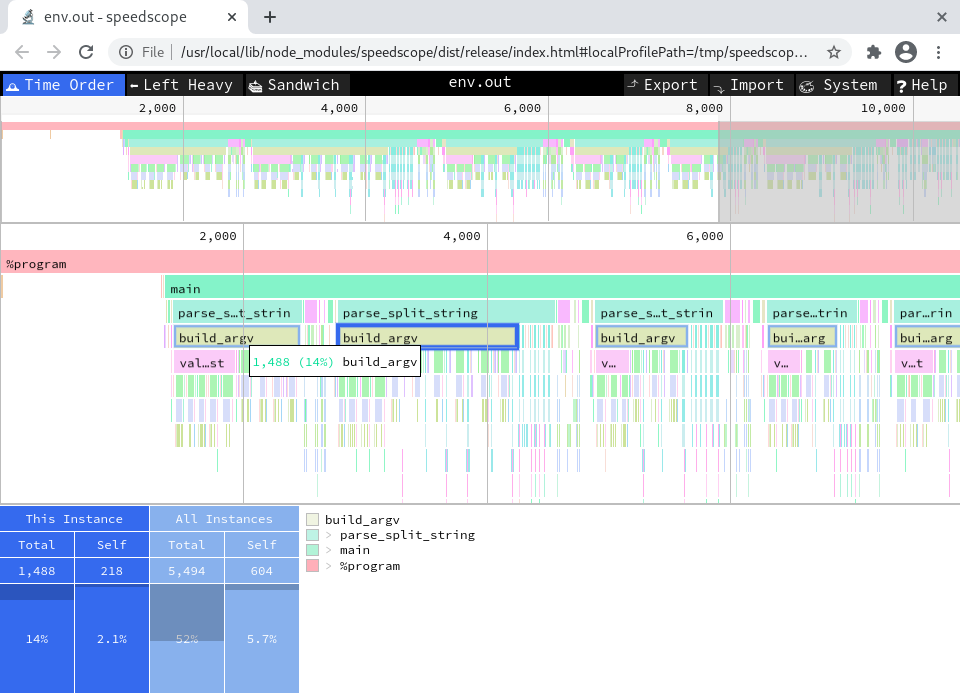 env.out - speedscope
File /usr/local/lib/node_modules/speedscope/dist/release/index.html#localProfilePath=/tmp/speedscop...
Time Order Left Heavy Sandwich env.out Export Import System Help
2,000 4,000 6,000 8,000 10,000
2,000 4,000 6,000
%program
main
parse_s…t_strin parse_split_string parse_s…t_strin parse…trin par…rin
build_argv build_argv build_argv bui…arg bui…arg
val…st 1,488 (14%) build_argv v… v… v…t
This Instance All Instances
Total Self Total Self
1,488 218 5,494 604
14% 2.1% 52% 5.7%
build_argv
> parse_split_string
> main
> %program